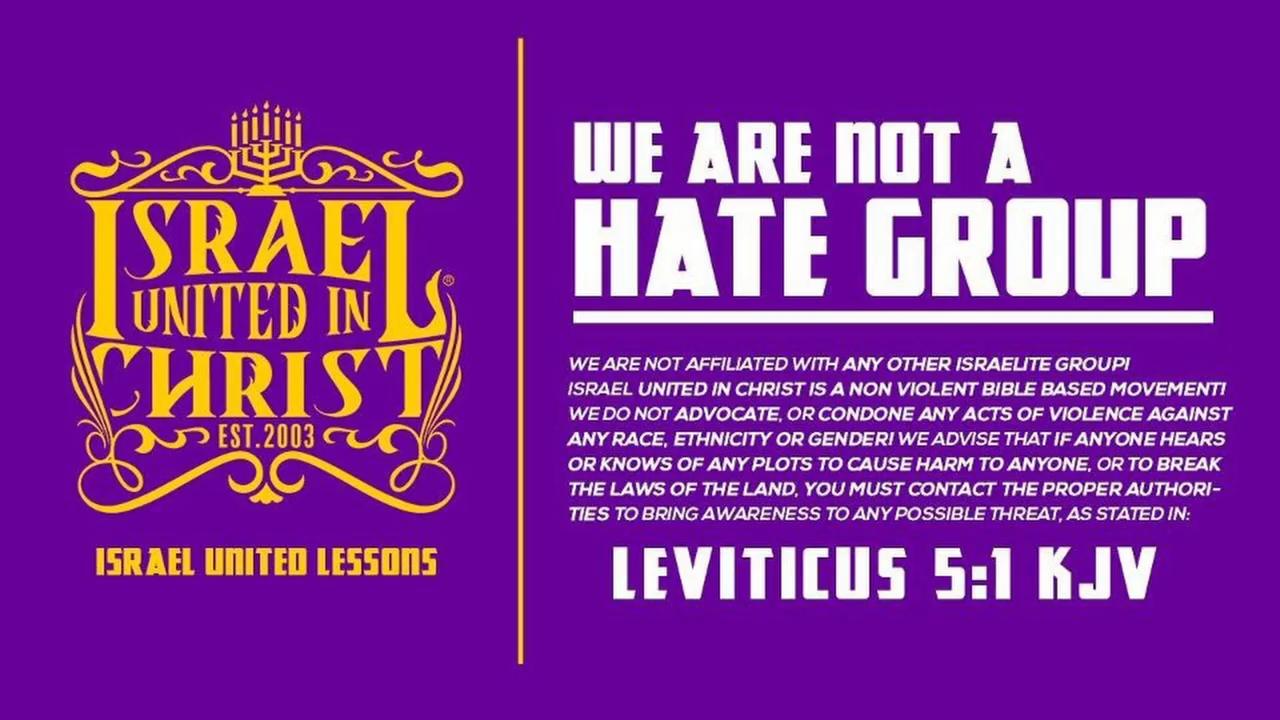 ISRAEL
UNITED IN
CHRIST
EST.2003
ISRAEL UNITED LESSONS
WE ARE NOT A
HATE GROUP
WE ARE NOT AFFILIATED WITH ANY OTHER ISRAELITE GROUP!
ISRAEL UNITED IN CHRIST IS A NON VIOLENT BIBLE BASED MOVEMENT!
WE DO NOT ADVOCATE, OR CONDONE ANY ACTS OF VIOLENCE AGAINST
ANY RACE, ETHNICITY OR GENDER! WE ADVISE THAT IF ANYONE HEARS
OR KNOWS OF ANY PLOTS TO CAUSE HARM TO ANYONE, OR TO BREAK
THE LAWS OF THE LAND, YOU MUST CONTACT THE PROPER AUTHORI-
TIES TO BRING AWARENESS TO ANY POSSIBLE THREAT, AS STATED IN:
LEVITICUS 5:1 KJV